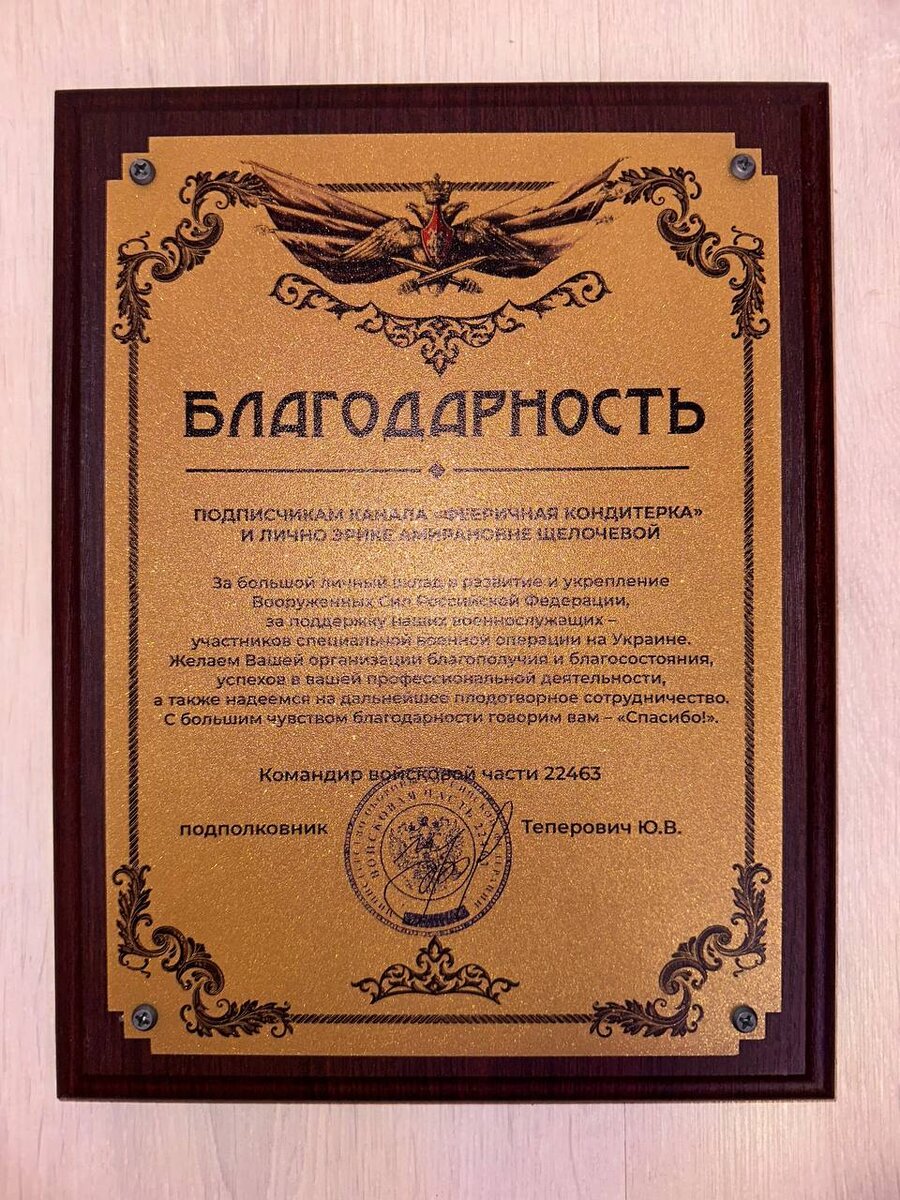 БЛАГОДАРНОСТЬ
ПОДПИСЧИКАМ КАНАЛА «ФЕЕРИЧНАЯ КОНДИТЕРКА»
И ЛИЧНО ЭРИКЕ АМИРАНОВНЕ ЩЕЛОЧЕВОЙ
За большой личный вклад в развитие и укрепление
Вооруженных Сил Российской Федерации,
за поддержку наших военнослужащих –
участников специальной военной операции на Украине.
Желаем Вашей организации благополучия и благосостояния,
успехов в вашей профессиональной деятельности,
а также надеемся на дальнейшее плодотворное сотрудничество.
С большим чувством благодарности говорим вам – «Спасибо!».
Командир войсковой части 22463
подполковник
Теперович Ю.В.
ВОЙСКОВАЯ ЧАСТЬ